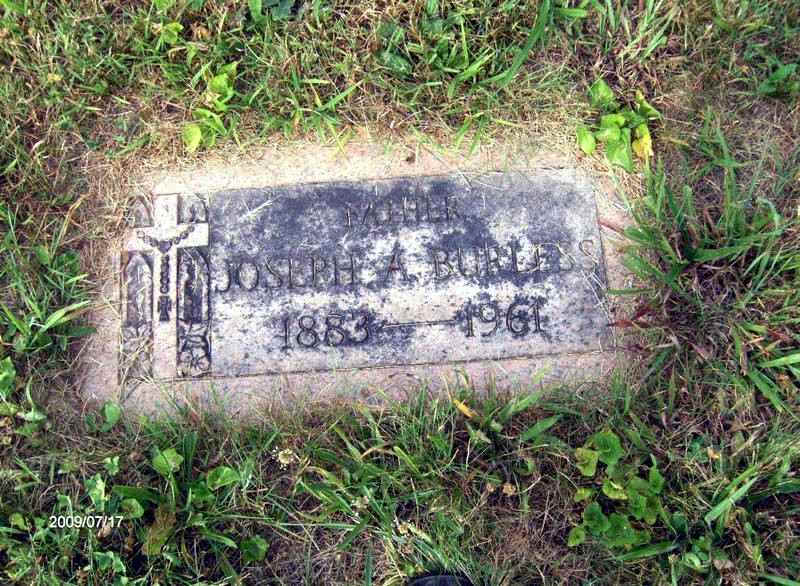 FATHER
JOSEPH A. BURLESS
1883—1961
2009/07/17